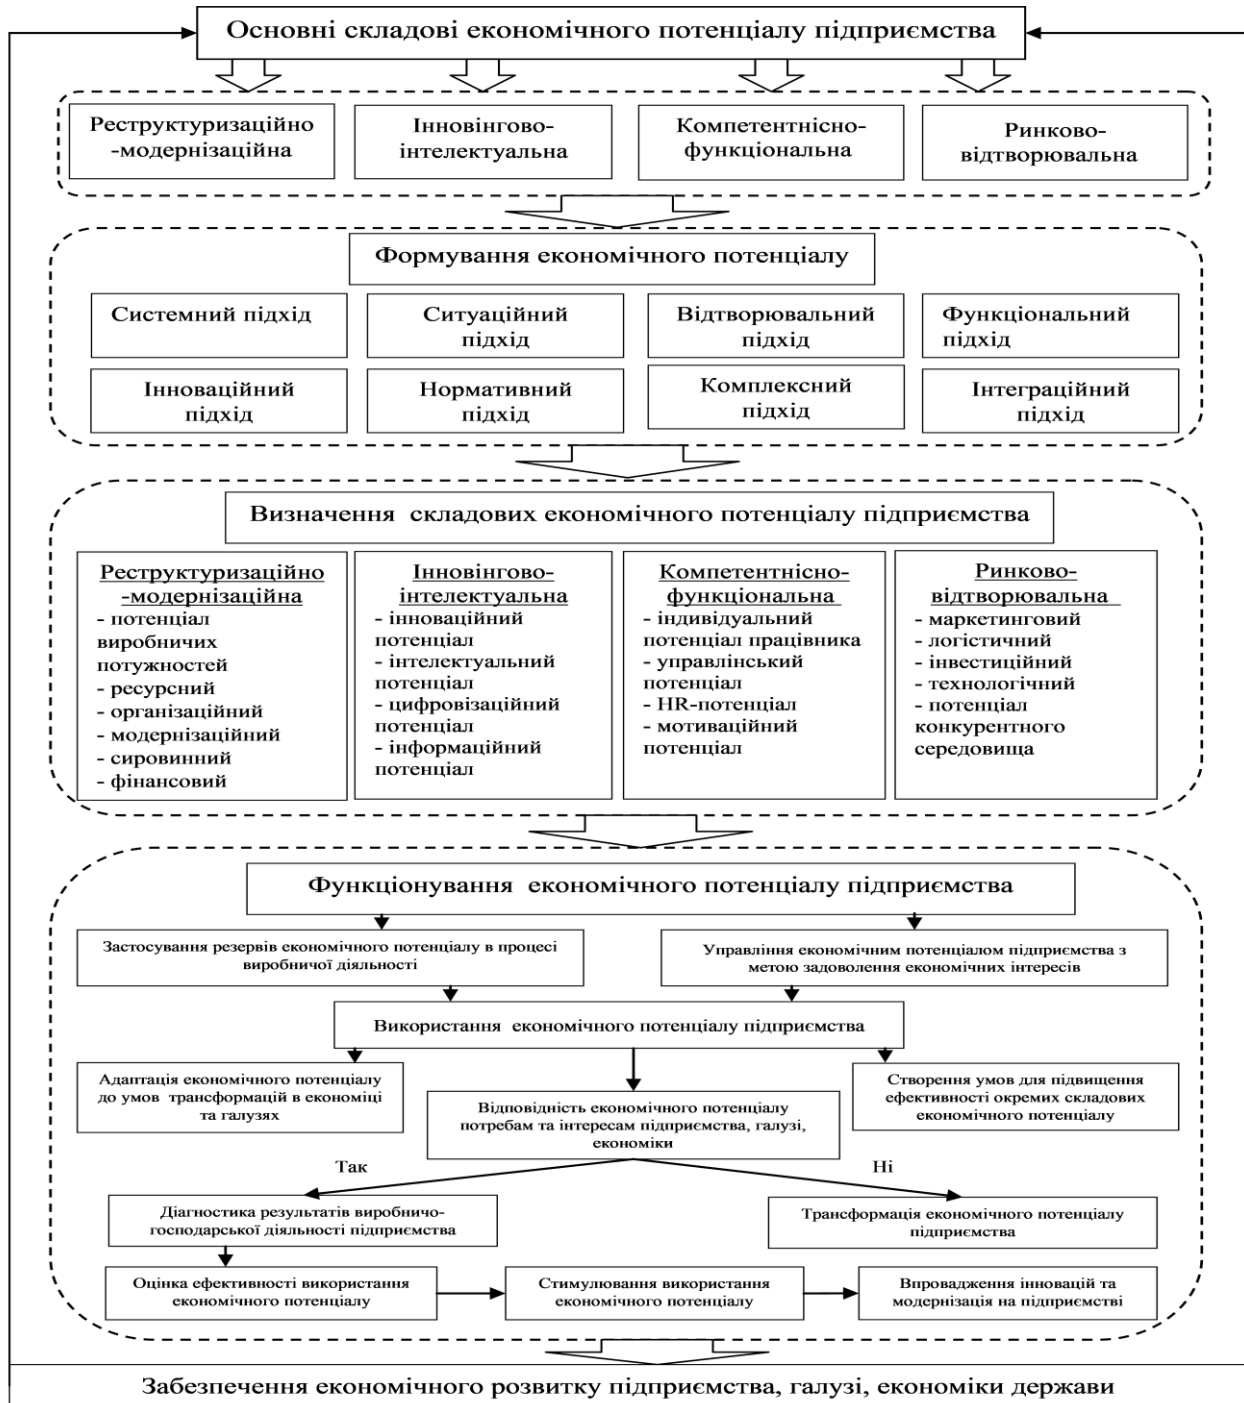 Основні складові економічного потенціалу підприємства
Реструктуризаційно
-модернізаційна
Інновінгово-
інтелектуальна
Компетентнісно-
функціональна
Ринково-
відтворювальна
Формування економічного потенціалу
Системний підхід
Ситуаційний
підхід
Відтворювальний
підхід
Функціональний
підхід
Інноваційний
підхід
Нормативний
підхід
Комплексний
підхід
Інтеграційний
підхід
Визначення складових економічного потенціалу підприємства
Реструктуризаційно
-модернізаційна
- потенціал
виробничих
потужностей
- ресурсний
- організаційний
- модернізаційний
- сировинний
- фінансовий
Інновінгово-
інтелектуальна
- інноваційний
потенціал
- інтелектуальний
потенціал
- цифровізаційний
потенціал
- інформаційний
потенціал
Компетентнісно-
функціональна
- індивідуальний
потенціал працівника
- управлінський
потенціал
- HR-потенціал
- мотиваційний
потенціал
Ринково-
відтворювальна
- маркетинговий
- логістичний
- інвестиційний
- технологічний
- потенціал
конкурентного
середовища
Функціонування економічного потенціалу підприємства
Застосування резервів економічного потенціалу в процесі
виробничої діяльності
Управління економічним потенціалом підприємства з
метою задоволення економічних інтересів
Використання економічного потенціалу підприємства
Адаптація економічного потенціалу
до умов трансформацій в економіці
та галузях
Відповідність економічного потенціалу
потребам та інтересам підприємства, галузі,
економіки
Створення умов для підвищення
ефективності окремих складових
економічного потенціалу
Так
Ні
Діагностика результатів виробничо-
господарської діяльності підприємства
Трансформація економічного потенціалу
підприємства
Оцінка ефективності використання
економічного потенціалу
Стимулювання використання
економічного потенціалу
Впровадження інновацій та
модернізація на підприємстві
Забезпечення економічного розвитку підприємства, галузі, економіки держави